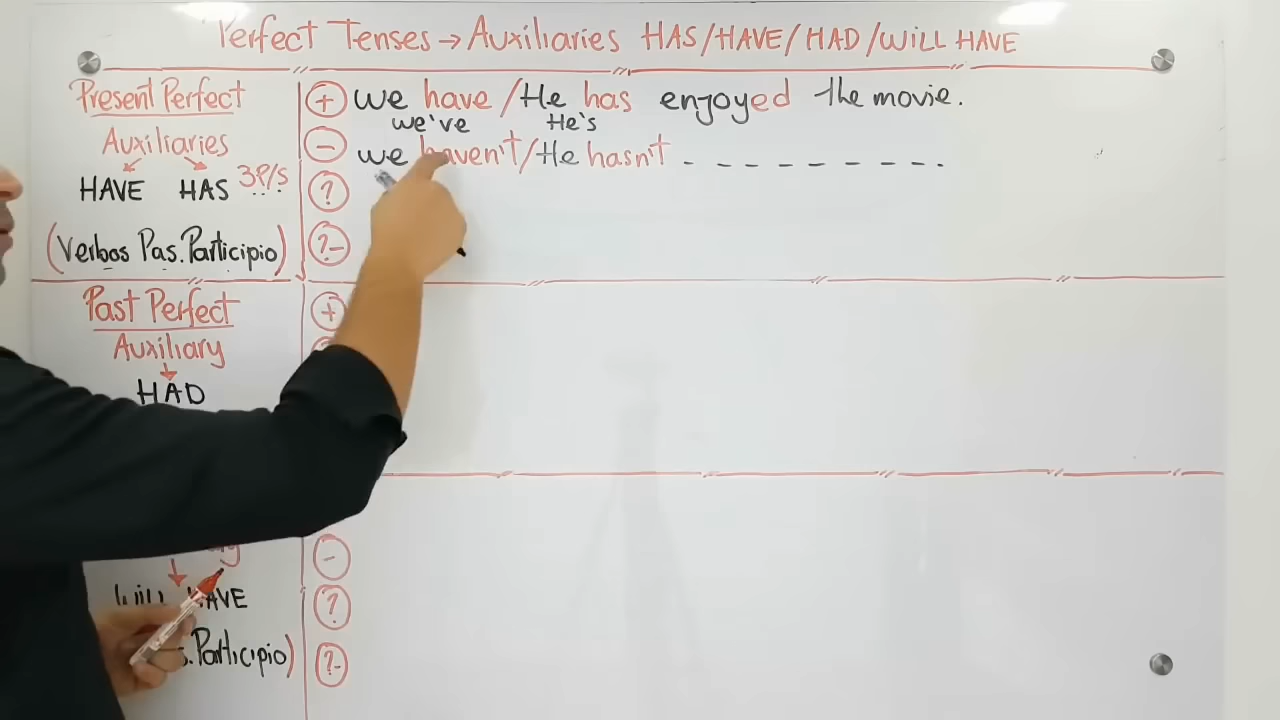 Perfect Tenses → Auxiliaries HAS/HAVE/HAD/WILL HAVE
Present Perfect
Auxiliaries
HAVE HAS 3ªP/S
(Verbos Pas. Participio)
(+) We have / He has enjoyed the movie.
we've He's
(-) we haven't / He hasn't - - - - - - - - - .
(?)
(?-)
Past Perfect
Auxiliary
HAD
(+)
HAVE
Participio)
(-)
(?)
(?-)